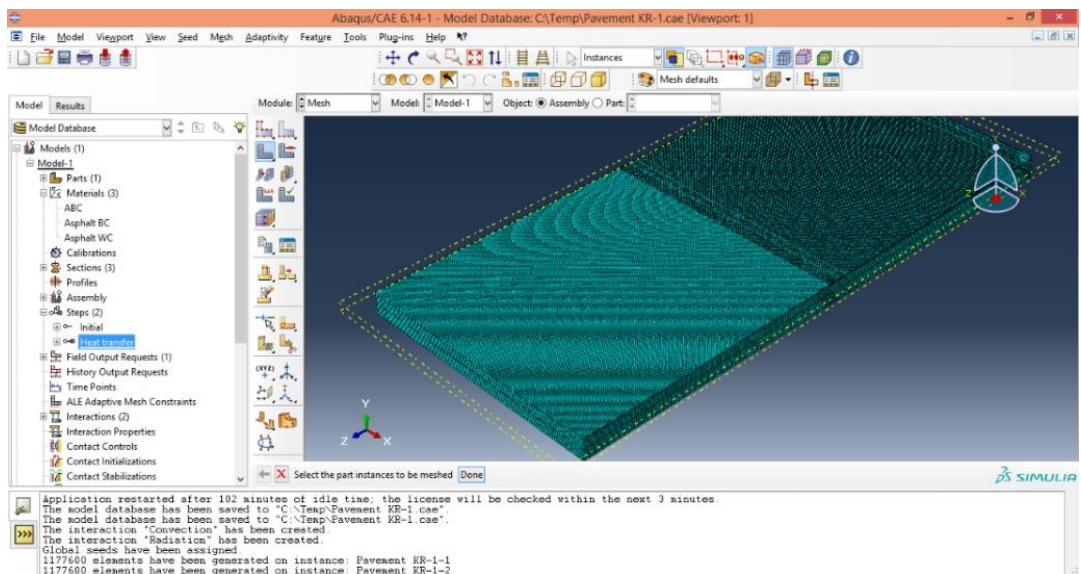 Abaqus/CAE 6.14-1 - Model Database: C:\Temp\Pavement KR-1.cae [Viewport: 1]
File Model Viewport View Seed Mesh Adaptivity Feature Tools Plug-ins Help
Instances
Mesh defaults
Model Results
Module: Mesh Model: Model-1 Object: Assembly Part:
Model Database
Models (1)
Model-1
Parts (1)
Materials (3)
ABC
Asphalt BC
Asphalt WC
Calibrations
Sections (3)
Profiles
Assembly
Steps (2)
Initial
Heat transfer
Field Output Requests (1)
History Output Requests
Time Points
ALE Adaptive Mesh Constraints
Interactions (2)
Interaction Properties
Contact Controls
Contact Initializations
Contact Stabilizations
(XYZ)
Y
Z X
Z X
Select the part instances to be meshed Done
SIMULIA
Application restarted after 102 minutes of idle time; the license will be checked within the next 3 minutes.
The model database has been saved to "C:\Temp\Pavement KR-1.cae".
The model database has been saved to "C:\Temp\Pavement KR-1.cae".
The interaction "Convection" has been created.
The interaction "Radiation" has been created.
Global seeds have been assigned.
1177600 elements have been generated on instance: Pavement KR-1-1
1177600 elements have been generated on instance: Pavement KR-1-2